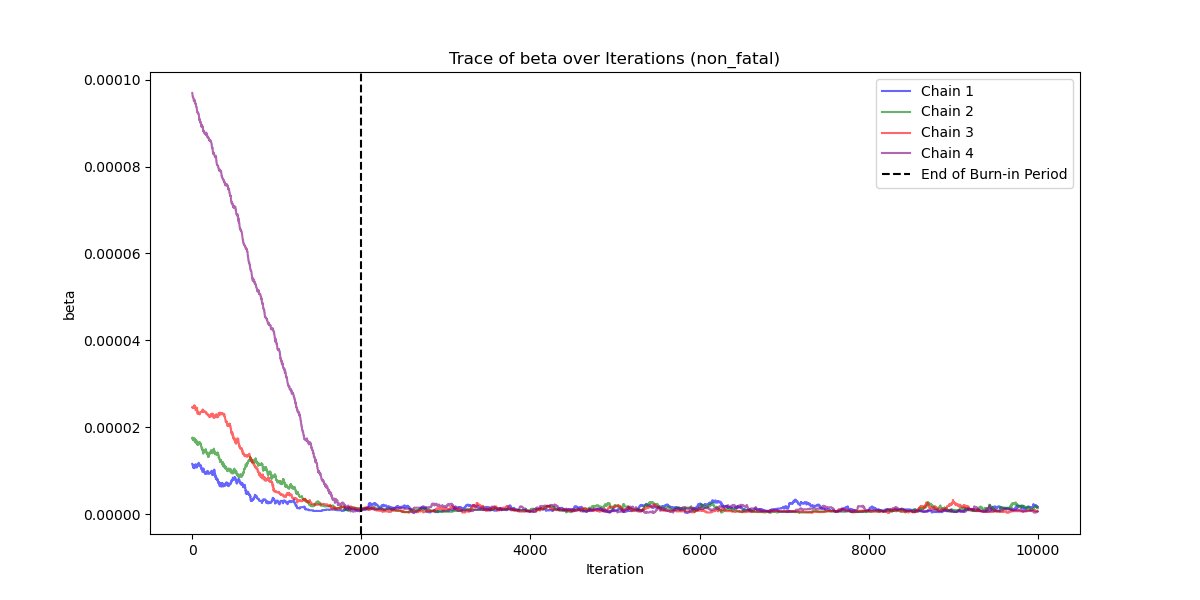 Trace of beta over Iterations (non_fatal)
0.00010
0.00008
0.00006
0.00004
0.00002
0.00000
beta
Chain 1
Chain 2
Chain 3
Chain 4
End of Burn-in Period
0
2000
4000
6000
8000
10000
Iteration